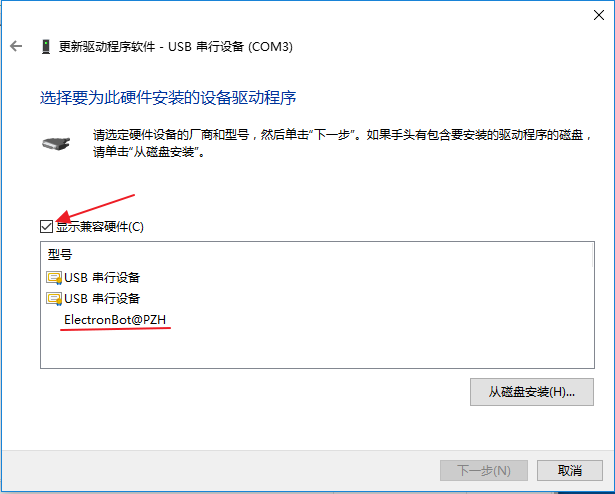 更新驱动程序软件 - USB 串行设备 (COM3)
选择要为此硬件安装的设备驱动程序
请选定硬件设备的厂商和型号，然后单击"下一步"。如果手头有包含要安装的驱动程序的磁盘，
请单击"从磁盘安装"。
显示兼容硬件(C)
型号
USB 串行设备
USB 串行设备
ElectronBot@PZH
从磁盘安装(H)...
下一步(N)
取消